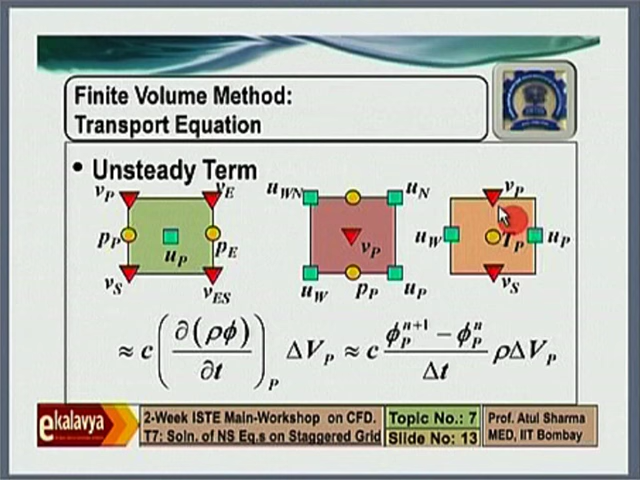 Finite Volume Method:
Transport Equation
• Unsteady Term
v_P v_E u_WN u_N v_P
p_P u_P p_E v_P u_W T_P u_P
v_S v_ES u_W p_P u_P v_S
≈ c ( ∂(ρϕ) / ∂t )_P ΔV_P ≈ c (ϕ_P^{n+1} − ϕ_P^n) / Δt ρΔV_P
ekalavya
2-Week ISTE Main-Workshop on CFD.
T7: Soln. of NS Eq.s on Staggered Grid
Topic No.: 7
Slide No: 13
Prof. Atul Sharma
MED, IIT Bombay